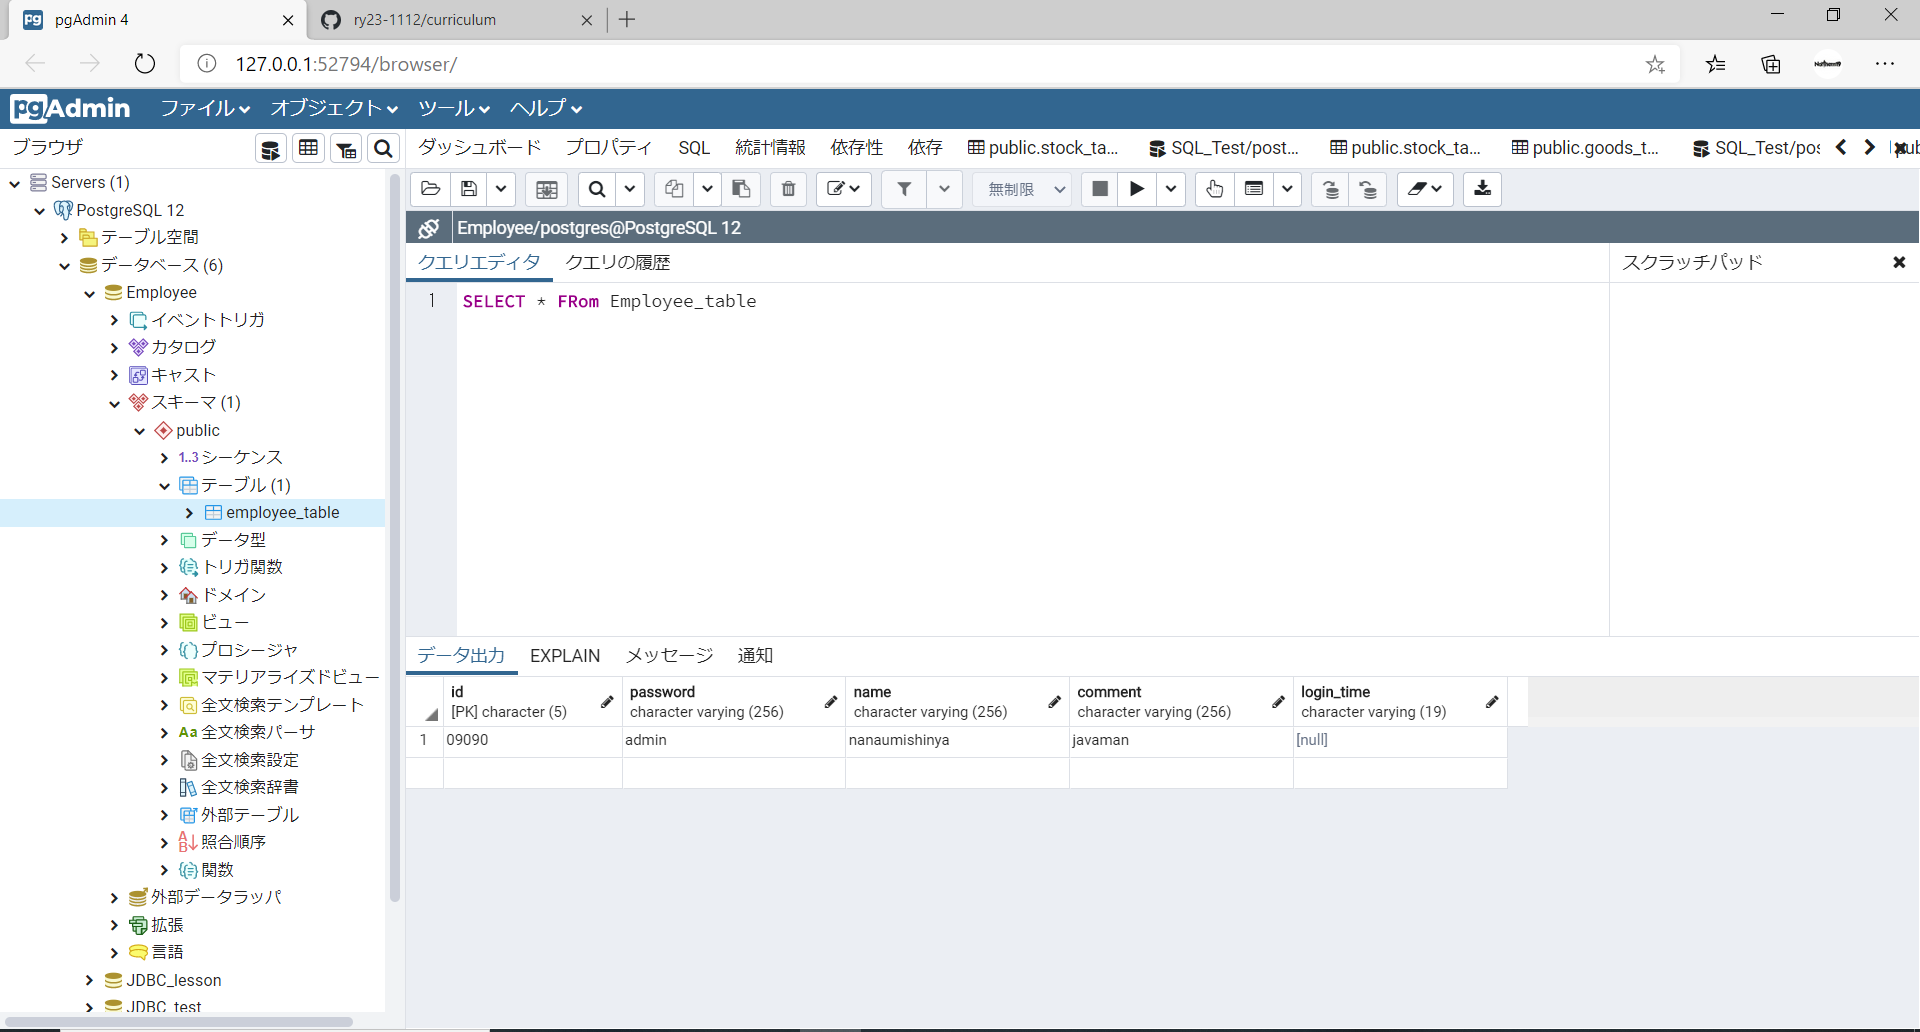 pgAdmin 4
ry23-1112/curriculum
127.0.0.1:52794/browser/
pgAdmin ファイル オブジェクト ツール ヘルプ
ブラウザ
ダッシュボード プロパティ SQL 統計情報 依存性 依存 public.stock_ta... SQL_Test/post... public.stock_ta... public.goods_t... SQL_Test/pos
Servers (1)
PostgreSQL 12
テーブル空間
データベース (6)
Employee
イベントトリガ
カタログ
キャスト
スキーマ (1)
public
1..3 シーケンス
テーブル (1)
employee_table
データ型
トリガ関数
ドメイン
ビュー
プロシージャ
マテリアライズドビュー
全文検索テンプレート
Aa 全文検索パーサ
全文検索設定
全文検索辞書
外部テーブル
照合順序
関数
外部データラッパ
拡張
言語
JDBC_lesson
JDBC_test
無制限
Employee/postgres@PostgreSQL 12
クエリエディタ クエリの履歴
スクラッチパッド
1 SELECT * FRom Employee_table
データ出力 EXPLAIN メッセージ 通知
id password name comment login_time
[PK] character (5) character varying (256) character varying (256) character varying (256) character varying (19)
1 09090 admin nanaumishinya javaman [null]